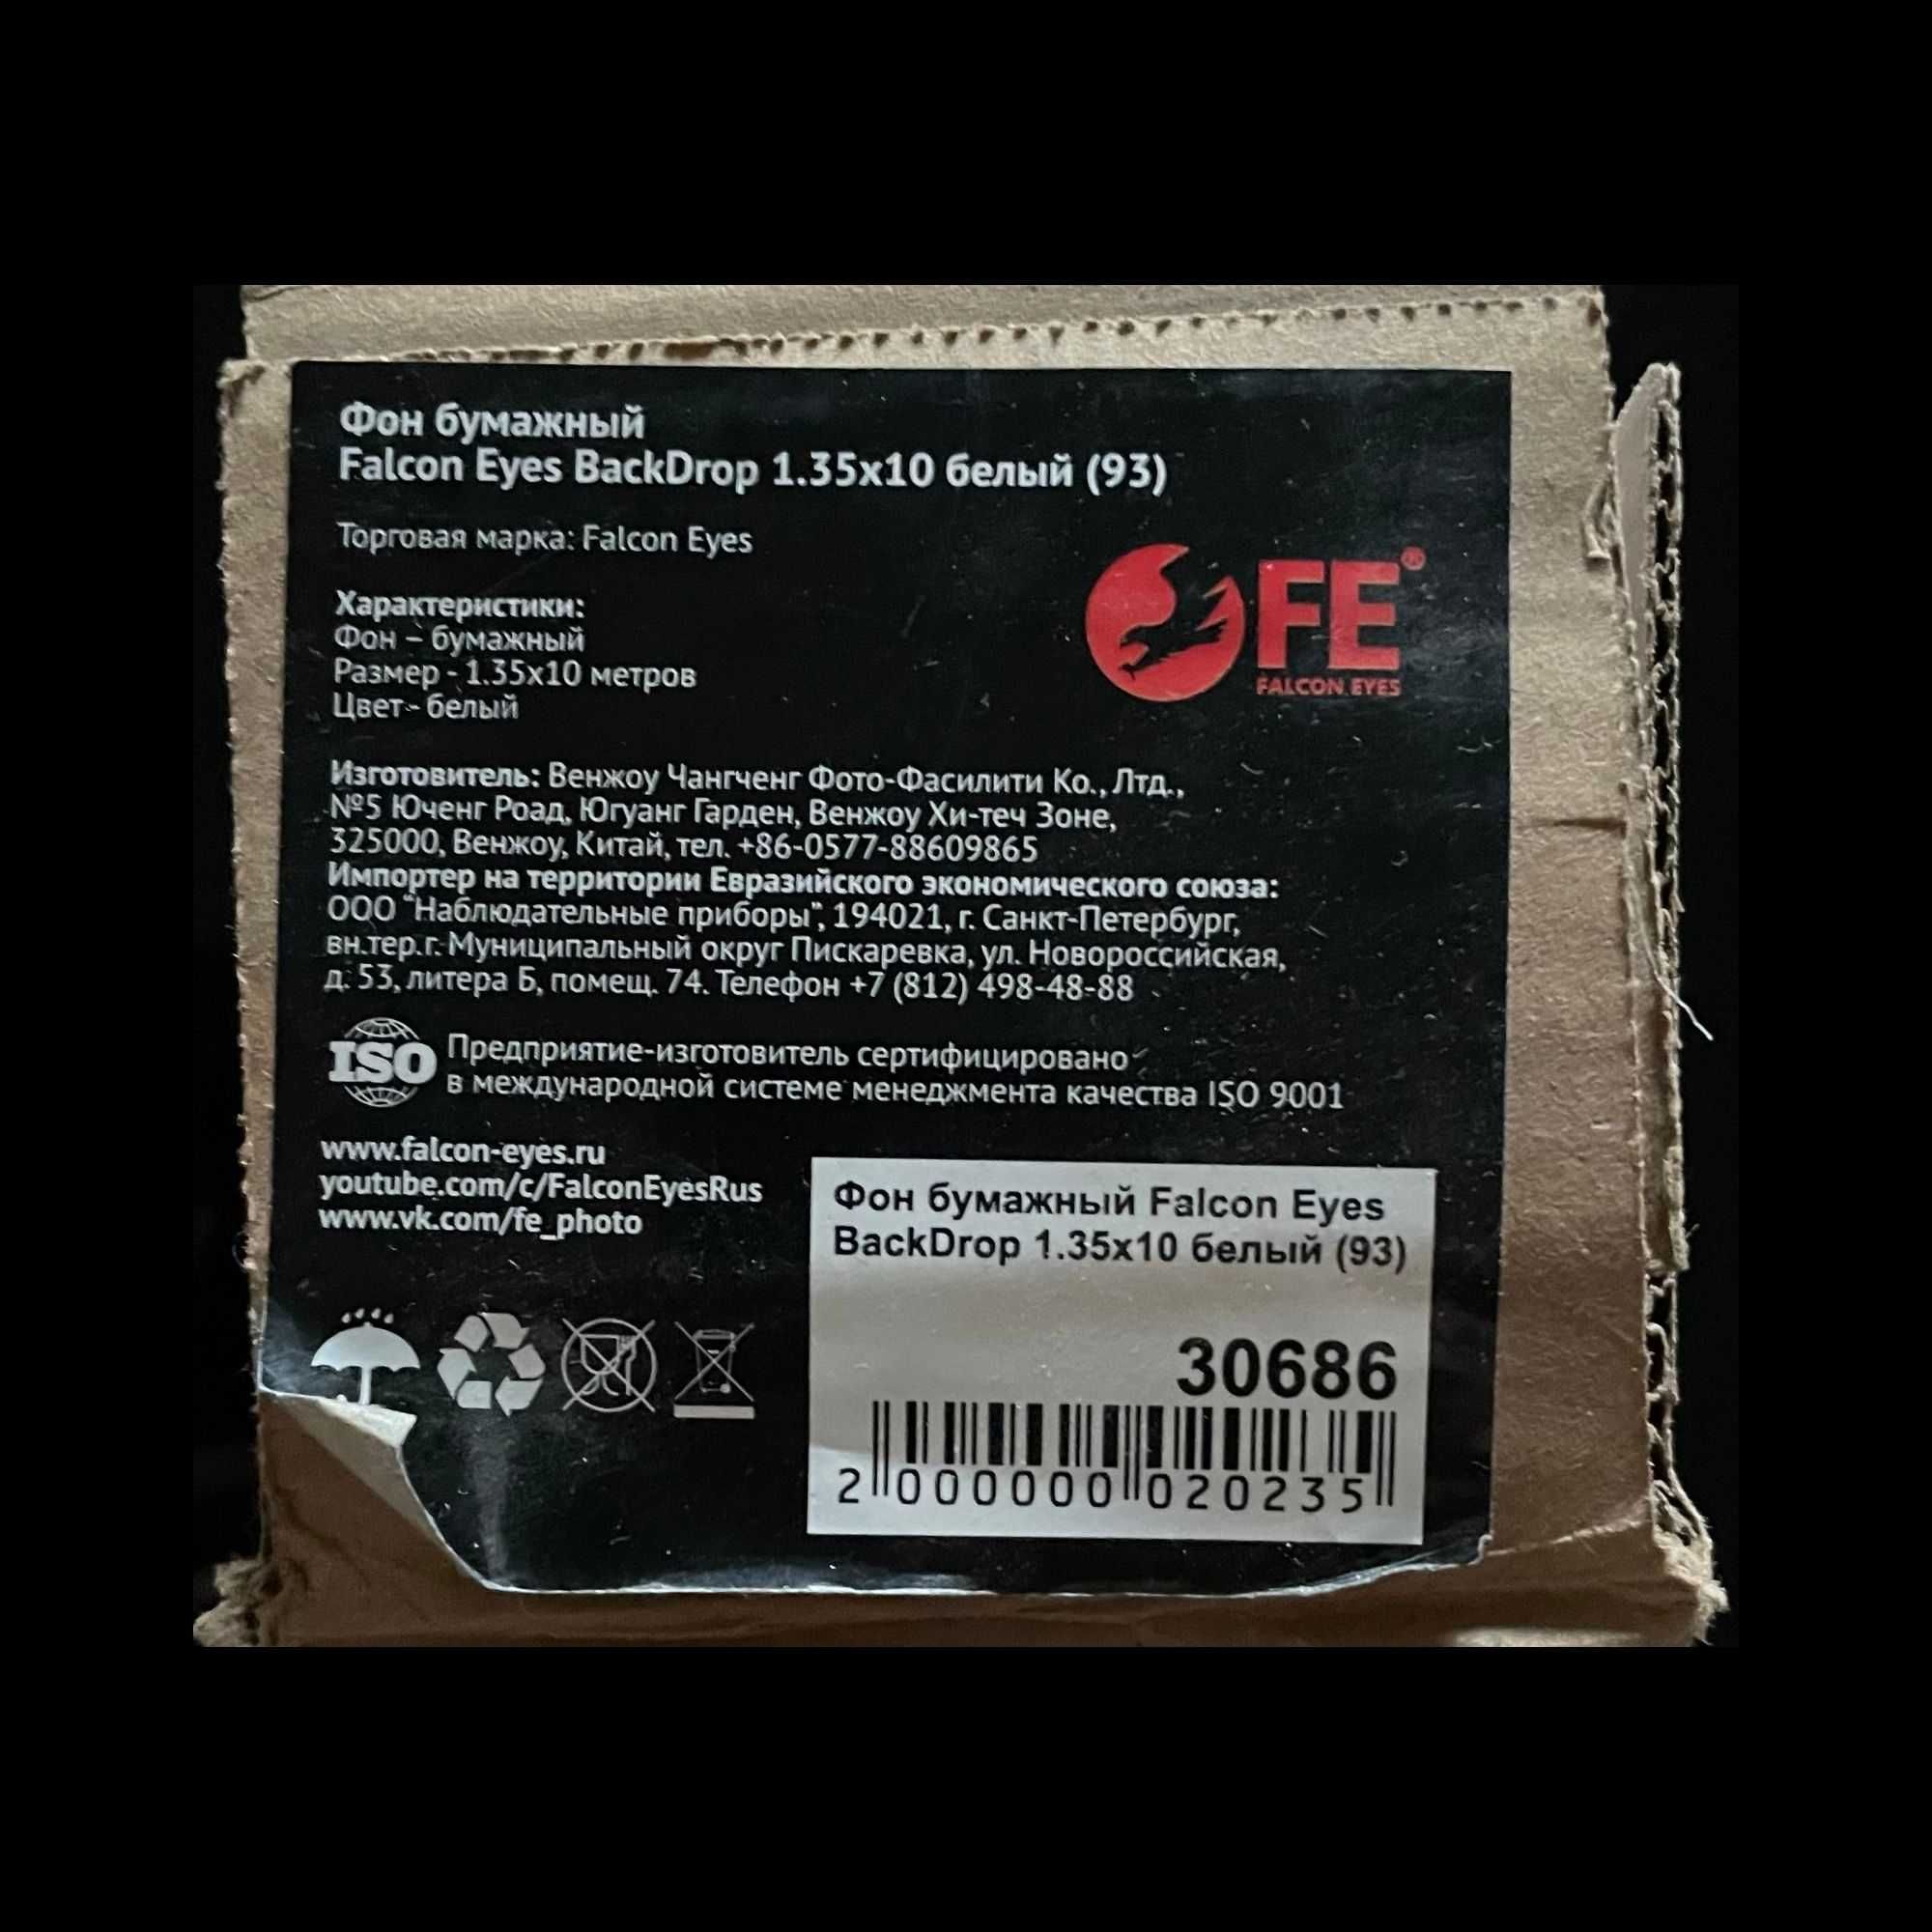 Фон бумажный
Falcon Eyes BackDrop 1.35x10 белый (93)
Торговая марка: Falcon Eyes
FE®
FALCON EYES
Характеристики:
Фон – бумажный
Размер - 1.35x10 метров
Цвет - белый
Изготовитель: Венжоу Чангченг Фото-Фасилити Ко., Лтд.,
№5 Юченг Роад, Югуанг Гарден, Венжоу Хи-теч Зоне,
325000, Венжоу, Китай, тел. +86-0577-88609865
Импортер на территории Евразийского экономического союза:
ООО "Наблюдательные приборы", 194021, г. Санкт-Петербург,
вн.тер.г. Муниципальный округ Пискаревка, ул. Новороссийская,
д. 53, литера Б, помещ. 74. Телефон +7 (812) 498-48-88
ISO
Предприятие-изготовитель сертифицировано
в международной системе менеджмента качества ISO 9001
www.falcon-eyes.ru
youtube.com/c/FalconEyesRus
www.vk.com/fe_photo
Фон бумажный Falcon Eyes
BackDrop 1.35x10 белый (93)
30686
2 000000 020235